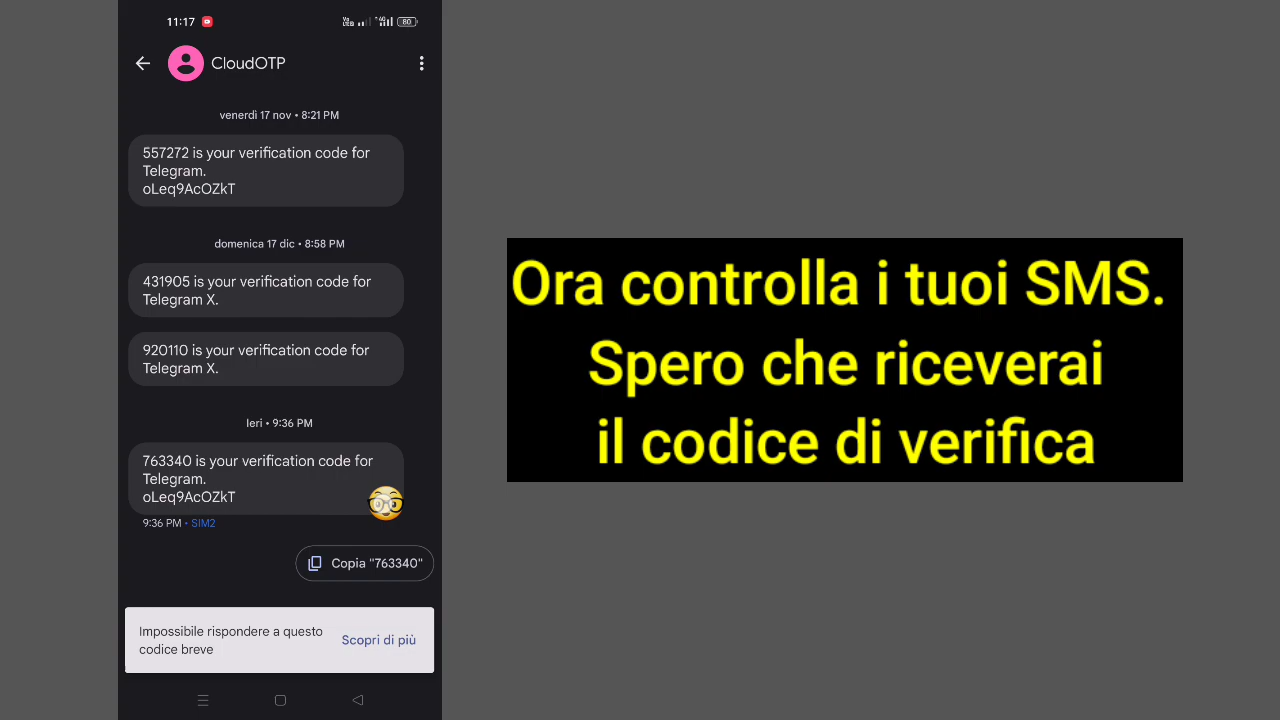 11:17
80
CloudOTP
venerdì 17 nov • 8:21 PM
557272 is your verification code for
Telegram.
oLeq9AcOZkT
domenica 17 dic • 8:58 PM
431905 is your verification code for
Telegram X.
920110 is your verification code for
Telegram X.
Ieri • 9:36 PM
763340 is your verification code for
Telegram.
oLeq9AcOZkT
9:36 PM • SIM2
Copia "763340"
Impossibile rispondere a questo
codice breve
Scopri di più
Ora controlla i tuoi SMS.
Spero che riceverai
il codice di verifica